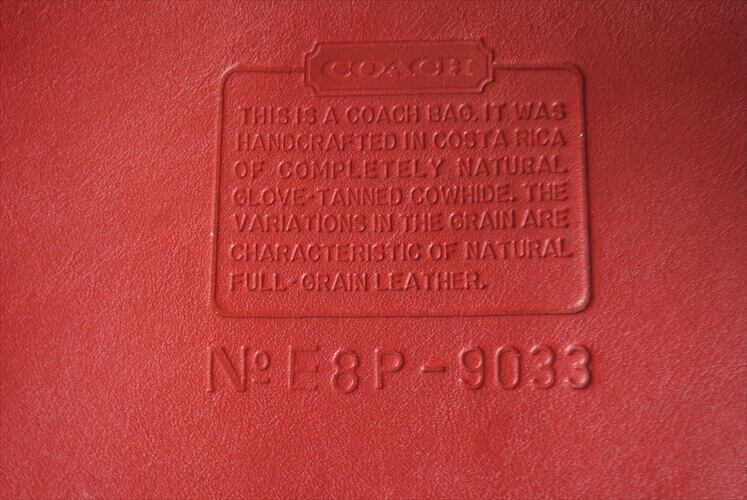 COACH
THIS IS A COACH BAG. IT WAS
HANDCRAFTED IN COSTA RICA
OF COMPLETELY NATURAL
GLOVE-TANNED COWHIDE. THE
VARIATIONS IN THE GRAIN ARE
CHARACTERISTIC OF NATURAL
FULL-GRAIN LEATHER.
Nº E8P-9033